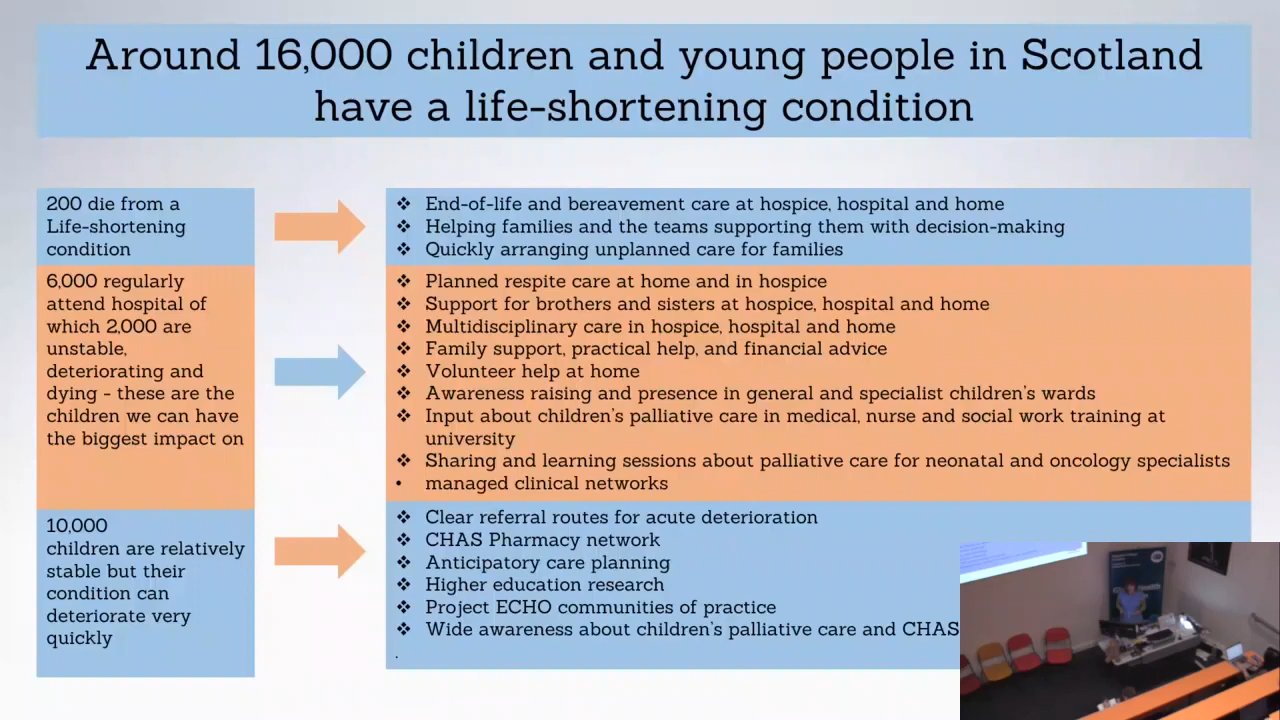 Around 16,000 children and young people in Scotland
have a life-shortening condition
200 die from a
Life-shortening
condition
❖ End-of-life and bereavement care at hospice, hospital and home
❖ Helping families and the teams supporting them with decision-making
❖ Quickly arranging unplanned care for families
6,000 regularly
attend hospital of
which 2,000 are
unstable,
deteriorating and
dying - these are the
children we can have
the biggest impact on
❖ Planned respite care at home and in hospice
❖ Support for brothers and sisters at hospice, hospital and home
❖ Multidisciplinary care in hospice, hospital and home
❖ Family support, practical help, and financial advice
❖ Volunteer help at home
❖ Awareness raising and presence in general and specialist children's wards
❖ Input about children's palliative care in medical, nurse and social work training at
university
❖ Sharing and learning sessions about palliative care for neonatal and oncology specialists
• managed clinical networks
10,000
children are relatively
stable but their
condition can
deteriorate very
quickly
❖ Clear referral routes for acute deterioration
❖ CHAS Pharmacy network
❖ Anticipatory care planning
❖ Higher education research
❖ Project ECHO communities of practice
❖ Wide awareness about children's palliative care and CHAS
.